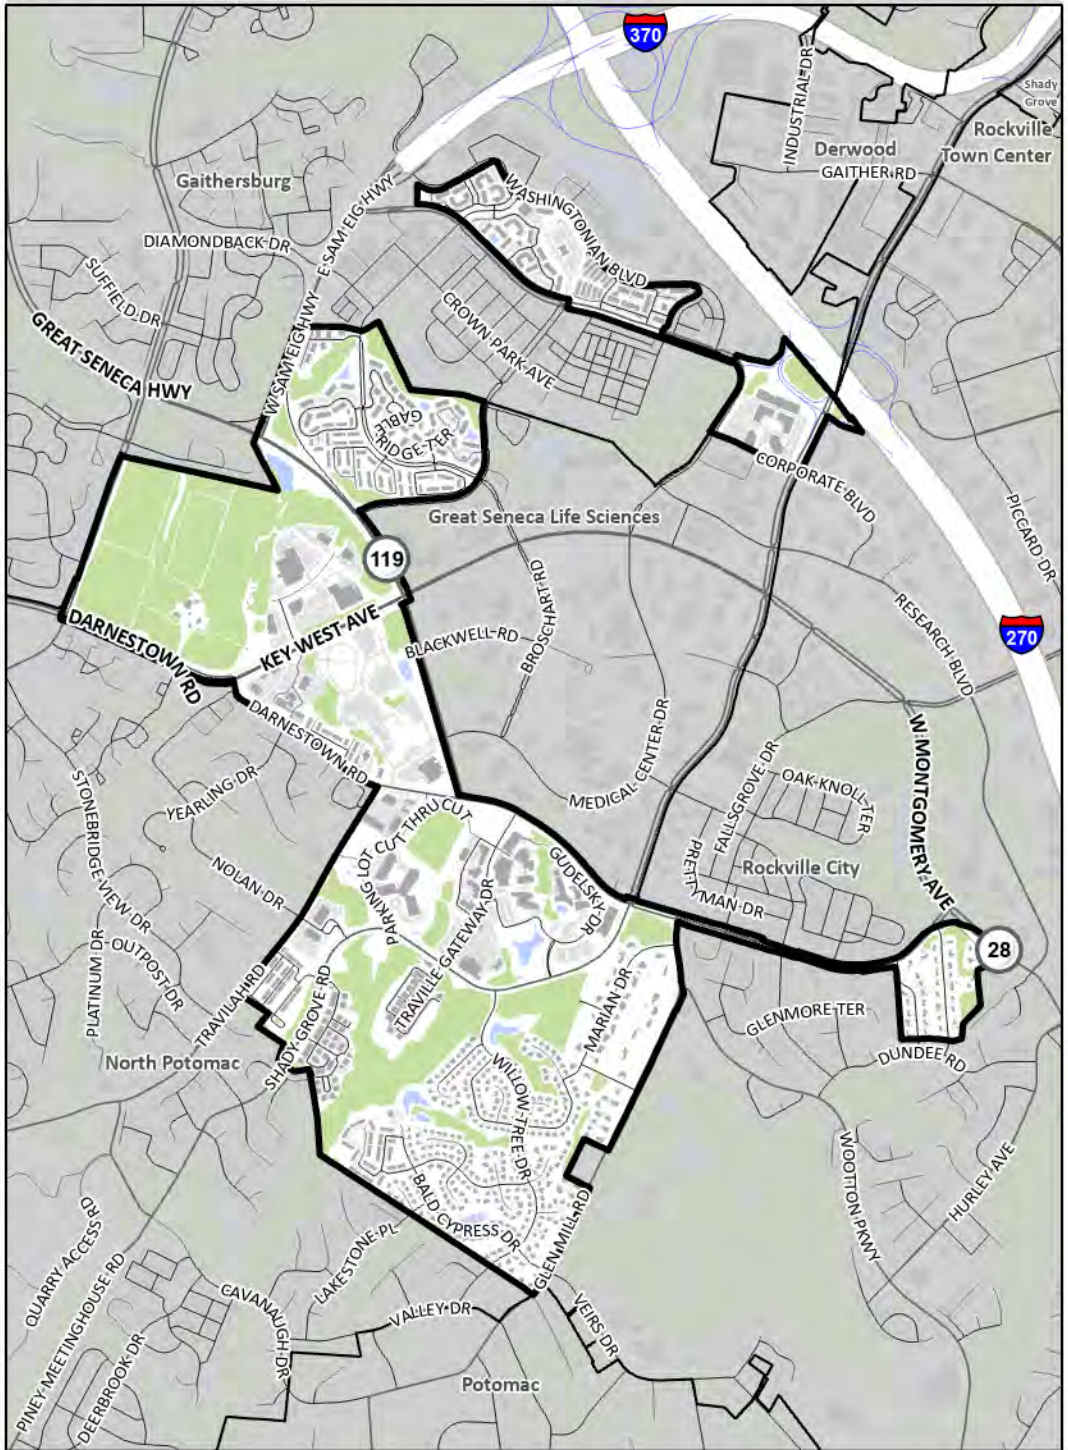 370
INDUSTRIAL DR
Shady
Grove
Rockville
Town Center
Derwood
GAITHER RD
Gaithersburg
WASHINGTONIAN BLVD
E SAM EIG HWY
DIAMONDBACK DR
SUFFIELD DR
CROWN PARK AVE
GREAT SENECA HWY
W SAM EIG HWY
GABLE
RIDGE TER
CORPORATE BLVD
PICCARD DR
Great Seneca Life Sciences
119
BROSCHART RD
RESEARCH BLVD
270
DARNESTOWN RD
KEY WEST AVE
BLACKWELL RD
DARNESTOWN RD
W MONTGOMERY AVE
MEDICAL CENTER DR
FALLSGROVE DR
OAK KNOLL TER
STONEBRIDGE VIEW DR
YEARLING DR
PARKING LOT CUT THRU CUT
NOLAN DR
GUDELSKY DR
PRETTYMAN DR
Rockville City
28
PLATINUM DR
OUTPOST DR
TRAVILAH RD
SHADY GROVE RD
TRAVILLE GATEWAY DR
MARIAN DR
GLENMORE TER
DUNDEE RD
North Potomac
WILLOW TREE DR
WOOTTON PKWY
HURLEY AVE
BALD CYPRESS DR
GLEN MILL RD
QUARRY ACCESS
RD
LAKESTONE PL
PINEY MEETINGHOUSE RD
CAVANAUGH DR
VALLEY DR
VEIRS DR
DEERBROOK DR
Potomac